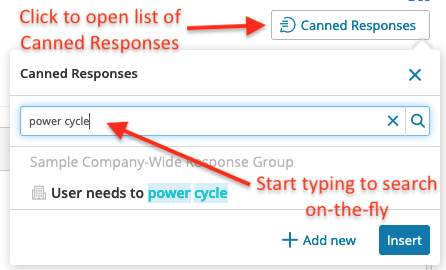 Click to open list of
Canned Responses
Canned Responses
Canned Responses
power cycle
Sample Company-Wide Response Group
User needs to power cycle
Start typing to search
on-the-fly
Add new
Insert